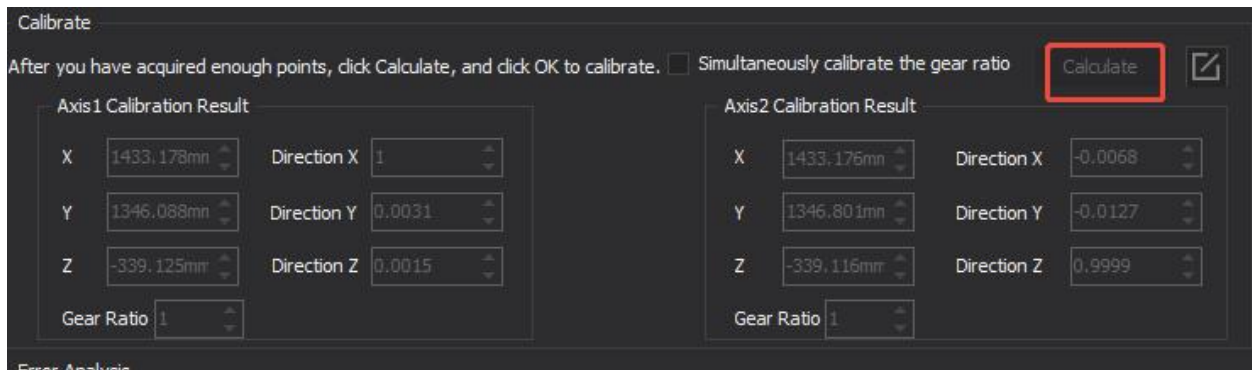 Calibrate
After you have acquired enough points, click Calculate, and click OK to calibrate. Simultaneously calibrate the gear ratio Calculate
Axis1 Calibration Result Axis2 Calibration Result
X 1433.178mm Direction X 1 X 1433.176mm Direction X -0.0068
Y 1346.088mm Direction Y 0.0031 Y 1346.801mm Direction Y -0.0127
Z -339.125mm Direction Z 0.0015 Z -339.116mm Direction Z 0.9999
Gear Ratio 1 Gear Ratio 1
Error Analysis